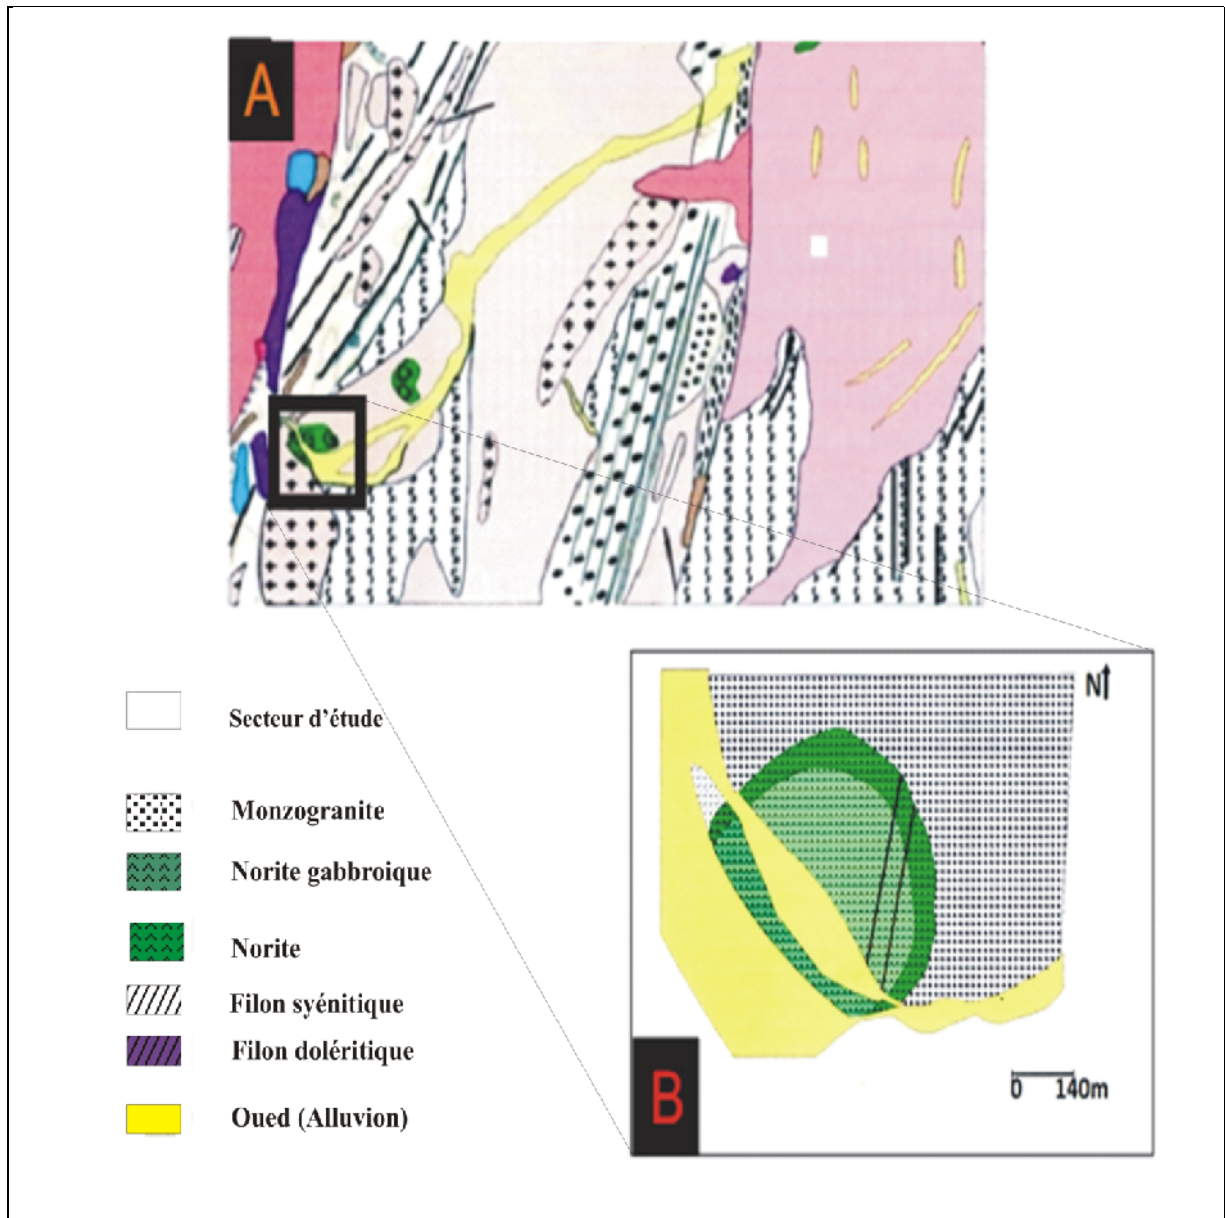 A
Secteur d'étude
Monzogranite
Norite gabbroique
Norite
Filon syénitique
Filon doléritique
Oued (Alluvion)
N
B
0 140m